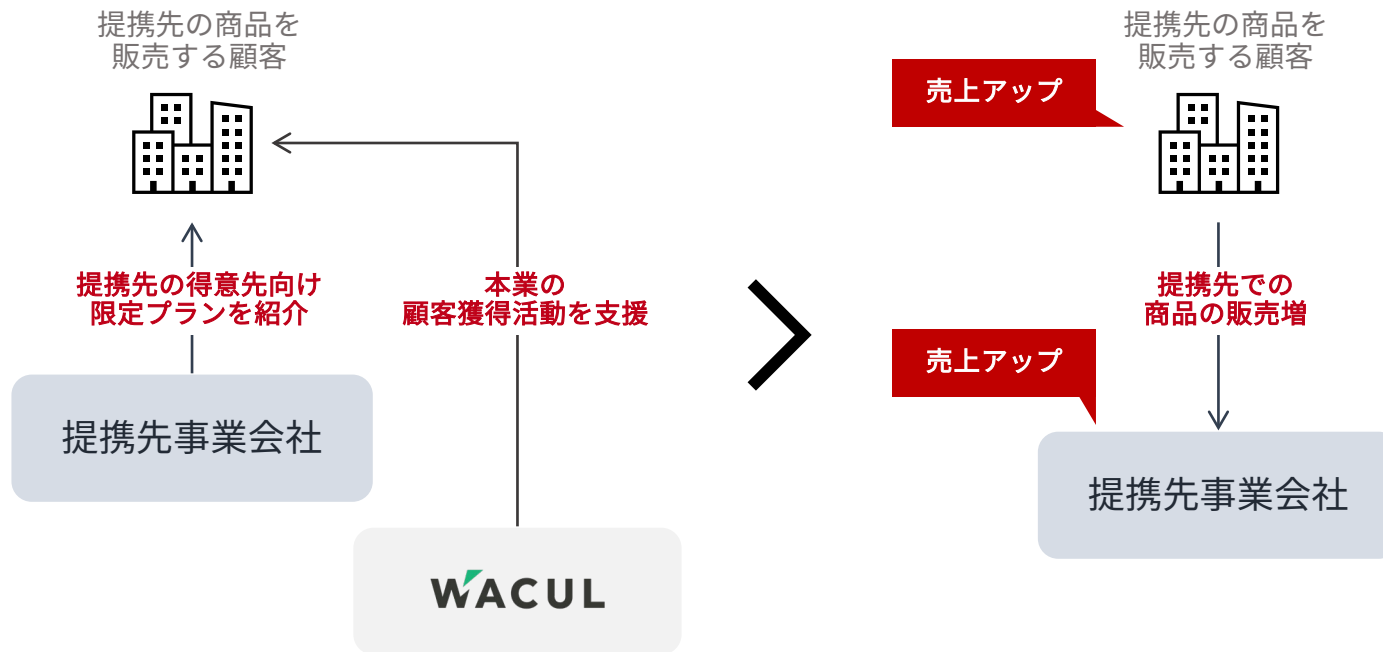 提携先の商品を
販売する顧客
提携先の得意先向け
限定プランを紹介
本業の
顧客獲得活動を支援
提携先事業会社
WACUL
売上アップ
提携先の商品を
販売する顧客
提携先での
商品の販売増
売上アップ
提携先事業会社